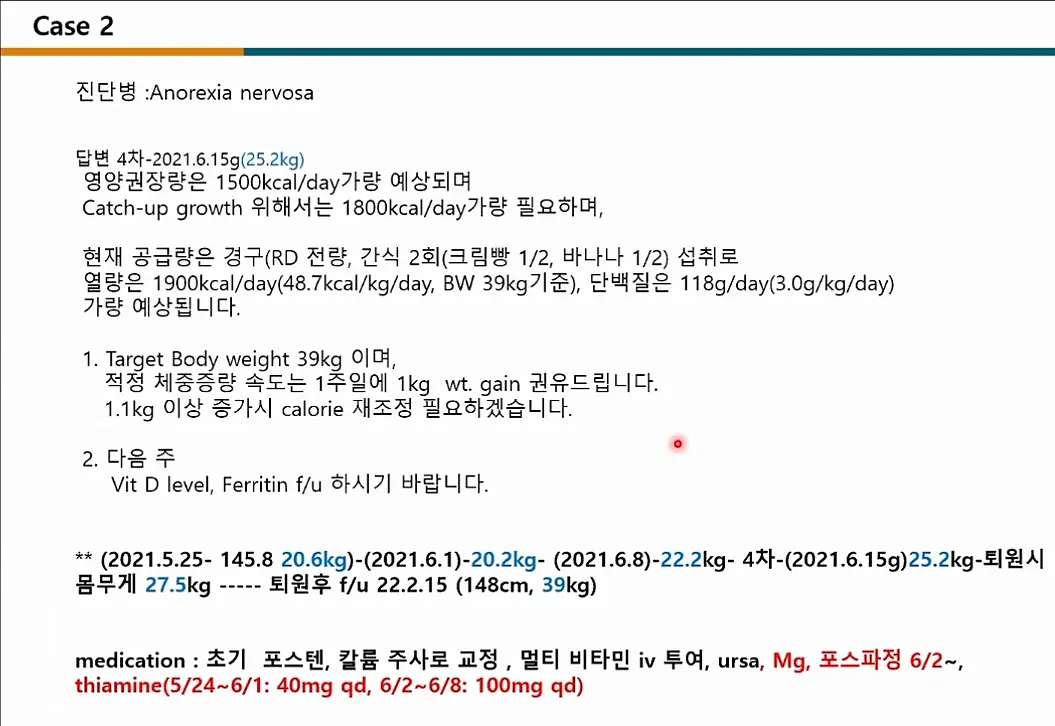 Case 2
진단병 :Anorexia nervosa
답변 4차-2021.6.15g(25.2kg)
영양권장량은 1500kcal/day가량 예상되며
Catch-up growth 위해서는 1800kcal/day가량 필요하며,
현재 공급량은 경구(RD 전량, 간식 2회(크림빵 1/2, 바나나 1/2) 섭취로
열량은 1900kcal/day(48.7kcal/kg/day, BW 39kg기준), 단백질은 118g/day(3.0g/kg/day)
가량 예상됩니다.
1. Target Body weight 39kg 이며,
적정 체중증량 속도는 1주일에 1kg wt. gain 권유드립니다.
1.1kg 이상 증가시 calorie 재조정 필요하겠습니다.
2. 다음 주
Vit D level, Ferritin f/u 하시기 바랍니다.
** (2021.5.25- 145.8 20.6kg)-(2021.6.1)-20.2kg- (2021.6.8)-22.2kg- 4차-(2021.6.15g)25.2kg-퇴원시
몸무게 27.5kg ----- 퇴원후 f/u 22.2.15 (148cm, 39kg)
medication : 초기 포스텐, 칼륨 주사로 교정 , 멀티 비타민 iv 투여, ursa, Mg, 포스파정 6/2~,
thiamine(5/24~6/1: 40mg qd, 6/2~6/8: 100mg qd)